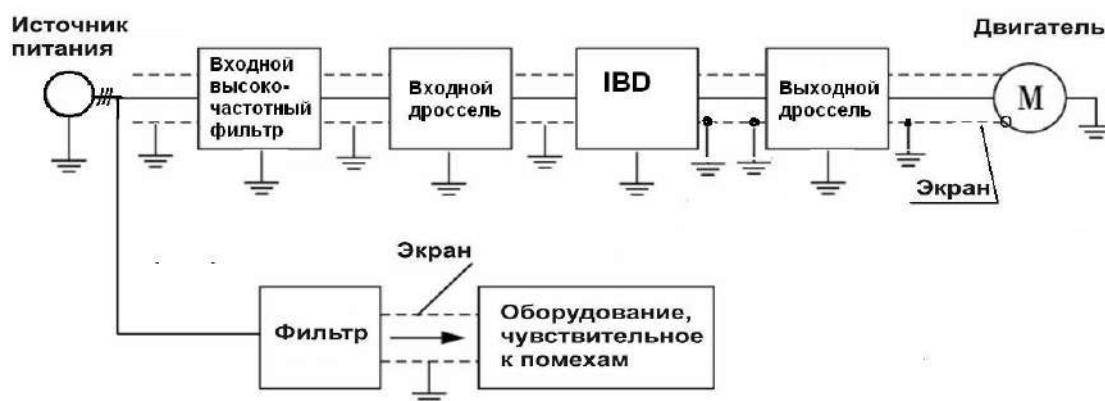 Источник
питания
Двигатель
Входной
высоко-
частотный
фильтр
Входной
дроссель
IBD
Выходной
дроссель
М
Экран
Экран
Фильтр
Оборудование,
чувствительное
к помехам